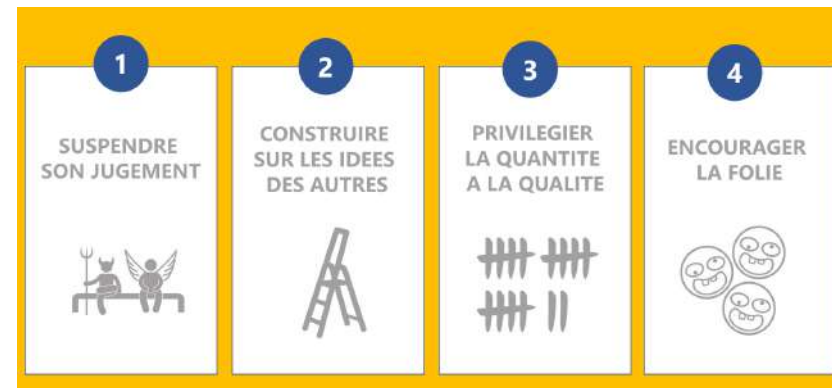 1
SUSPENDRE
SON JUGEMENT
2
CONSTRUIRE
SUR LES IDEES
DES AUTRES
3
PRIVILEGIER
LA QUANTITE
A LA QUALITE
4
ENCOURAGER
LA FOLIE